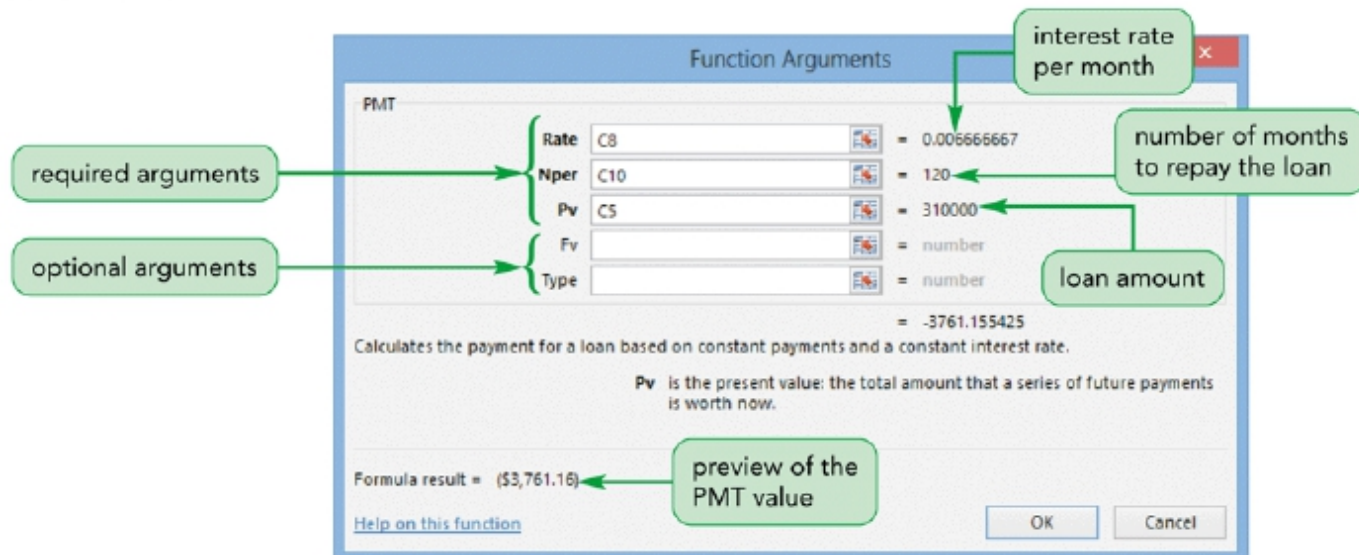 interest rate
per month
Function Arguments
PMT
Rate C8 = 0.006666667
number of months
to repay the loan
required arguments
Nper C10 = 120
Pv C5 = 310000
Fv = number
optional arguments
Type = number
loan amount
= -3761.155425
Calculates the payment for a loan based on constant payments and a constant interest rate.
Pv is the present value: the total amount that a series of future payments
is worth now.
preview of the
PMT value
Formula result = ($3,761.16)
Help on this function
OK Cancel